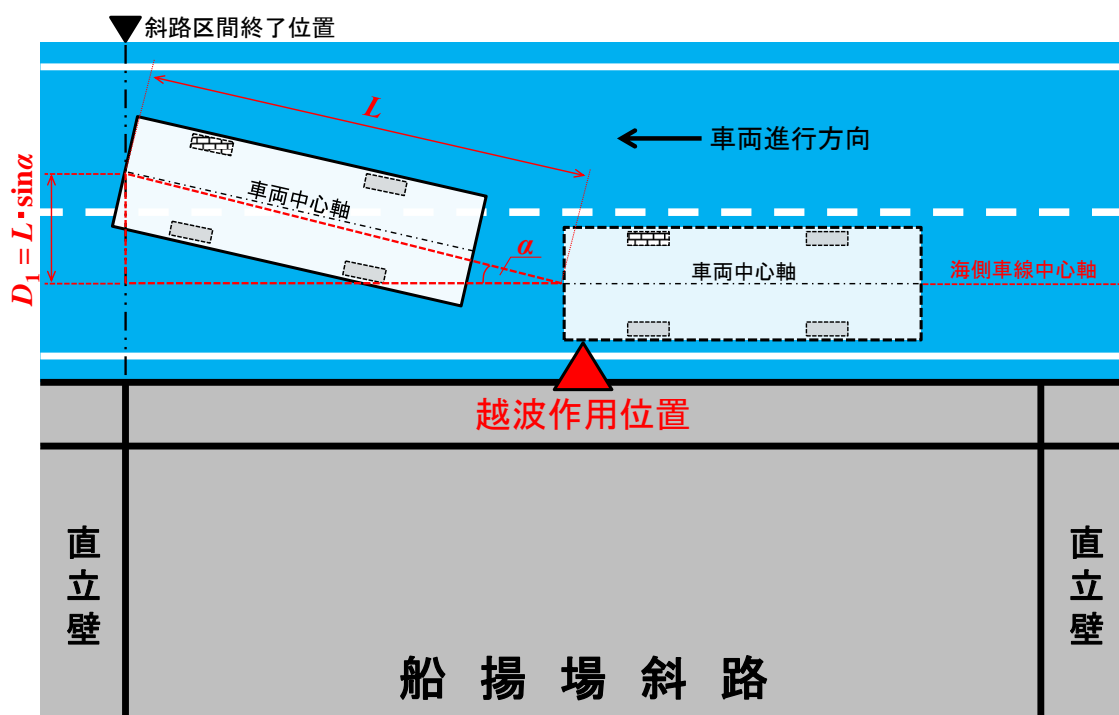 斜路区間終了位置
L
車両進行方向
車両中心軸
D₁ = L・sinα
α
車両中心軸
海側車線中心軸
越波作用位置
直立壁
直立壁
船揚場斜路